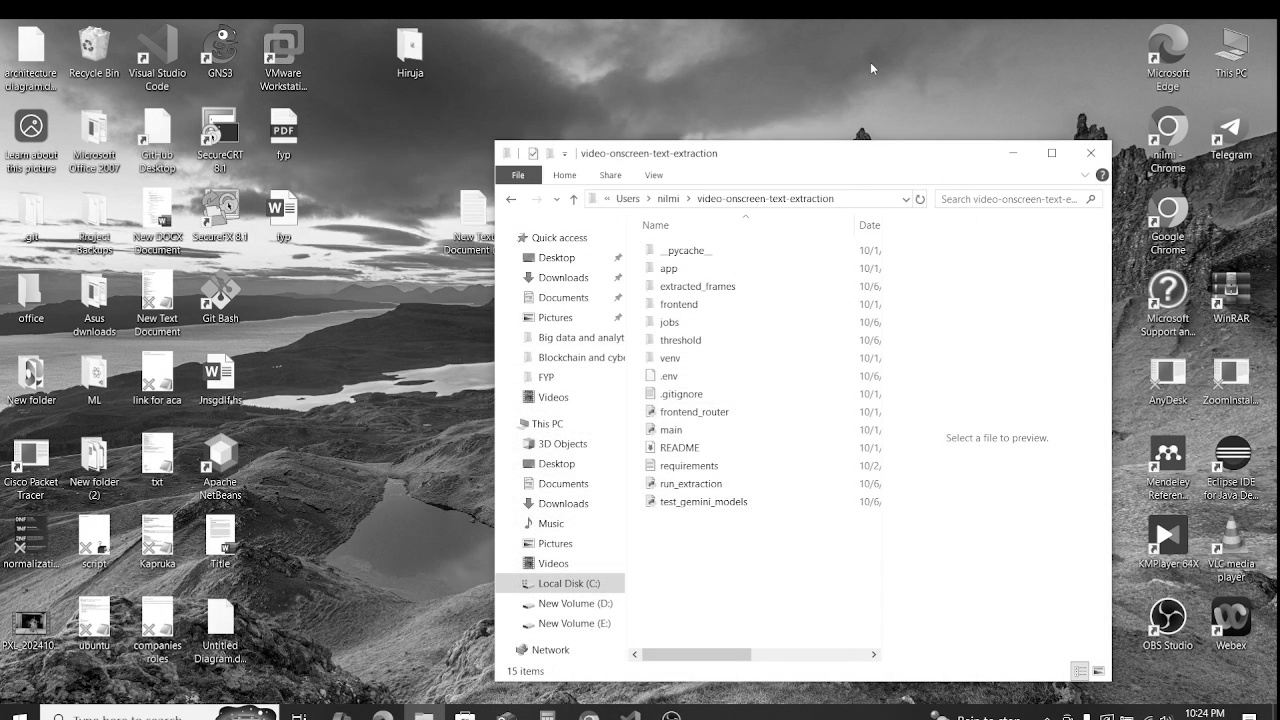 architecture
diagram.d...
Recycle Bin
Visual Studio
Code
GNS3
VMware
Workstati...
Hiruja
Learn about
this picture
Microsoft
Office 2007
GitHub
Desktop
SecureCRT
8.1
PDF
fyp
.git
Project
Backups
New DOCX
Document
SecureFX 8.1
fyp
New Text
Document
office
Asus
dwnloads
New Text
Document
Git Bash
New folder
ML
link for aca
Jnsgdlf,hs
Cisco Packet
Tracer
New folder
(2)
txt
Apache
NetBeans
normalizati...
script
Kapruka
Title
PXL_202410...
ubuntu
companies
roles
Untitled
Diagram.d...
video-onscreen-text-extraction
File
Home
Share
View
Users
nilmi
video-onscreen-text-extraction
Search video-onscreen-text-e...
Name
Date
Quick access
Desktop
Downloads
Documents
Pictures
Big data and analyt
Blockchain and cybe
FYP
Videos
This PC
3D Objects
Desktop
Documents
Downloads
Music
Pictures
Videos
Local Disk (C:)
New Volume (D:)
New Volume (E:)
Network
__pycache__ 10/1/
app 10/1/
extracted_frames 10/6/
frontend 10/1/
jobs 10/6/
threshold 10/6/
venv 10/1/
.env 10/6/
.gitignore 10/1/
frontend_router 10/1/
main 10/1/
README 10/1/
requirements 10/2/
run_extraction 10/6/
test_gemini_models 10/6/
Select a file to preview.
15 items
Microsoft
Edge
This PC
nilmi -
Chrome
Telegram
Google
Chrome
Microsoft
Support an...
WinRAR
AnyDesk
ZoomInstal...
Mendeley
Referen...
Eclipse IDE
for Java De...
KMPlayer 64X
VLC media
player
OBS Studio
Webex
Type here to search
10:24 PM